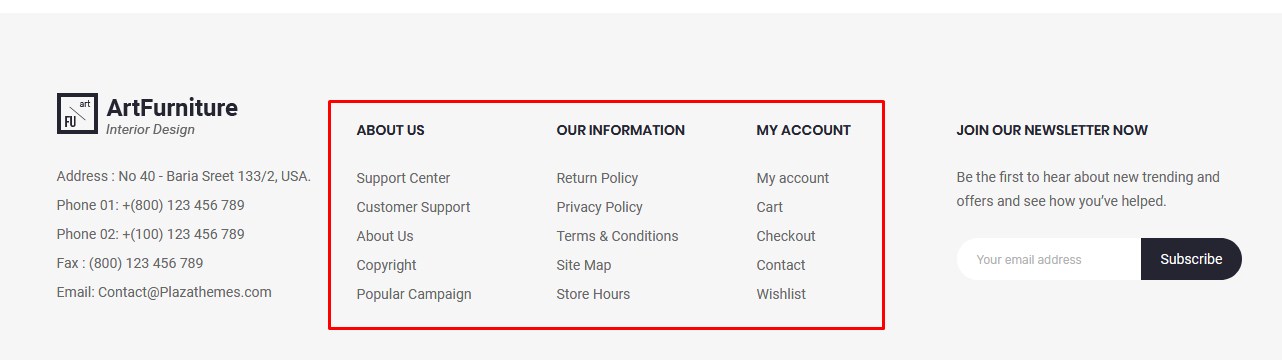 art
FU
ArtFurniture
Interior Design
Address : No 40 - Baria Sreet 133/2, USA.
Phone 01: +(800) 123 456 789
Phone 02: +(100) 123 456 789
Fax : (800) 123 456 789
Email: Contact@Plazathemes.com
ABOUT US
Support Center
Customer Support
About Us
Copyright
Popular Campaign
OUR INFORMATION
Return Policy
Privacy Policy
Terms & Conditions
Site Map
Store Hours
MY ACCOUNT
My account
Cart
Checkout
Contact
Wishlist
JOIN OUR NEWSLETTER NOW
Be the first to hear about new trending and
offers and see how you've helped.
Your email address
Subscribe